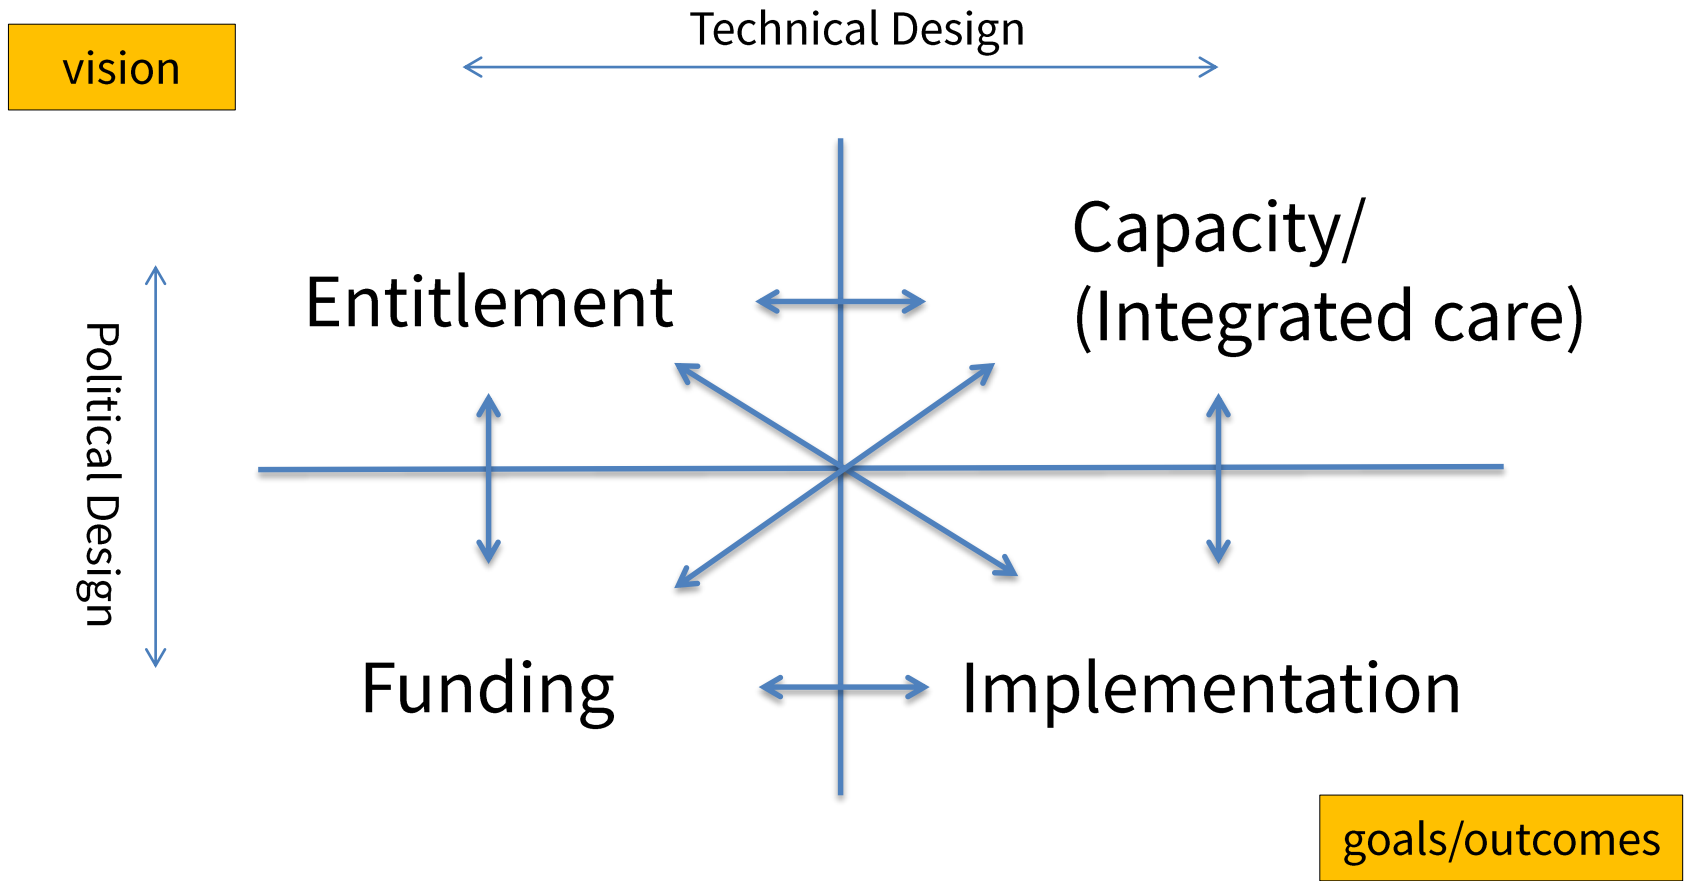 Technical Design
vision
Capacity/
(Integrated care)
Entitlement
Political Design
Funding
Implementation
goals/outcomes